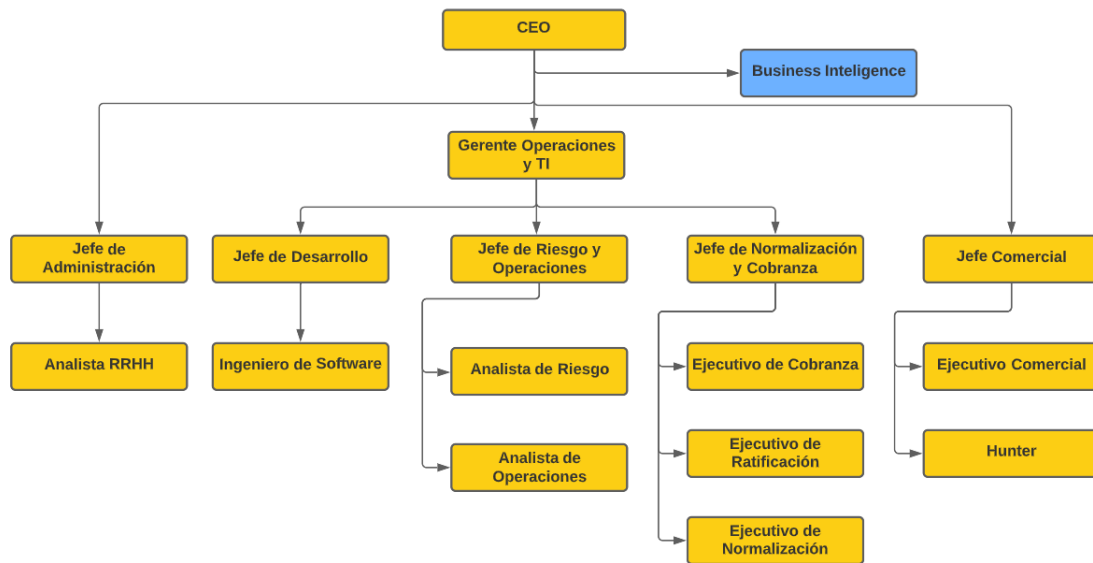 CEO
Business Inteligence
Gerente Operaciones
y TI
Jefe de
Administración
Jefe de Desarrollo
Jefe de Riesgo y
Operaciones
Jefe de Normalización
y Cobranza
Jefe Comercial
Analista RRHH
Ingeniero de Software
Analista de Riesgo
Ejecutivo de Cobranza
Ejecutivo Comercial
Analista de
Operaciones
Ejecutivo de
Ratificación
Hunter
Ejecutivo de
Normalización